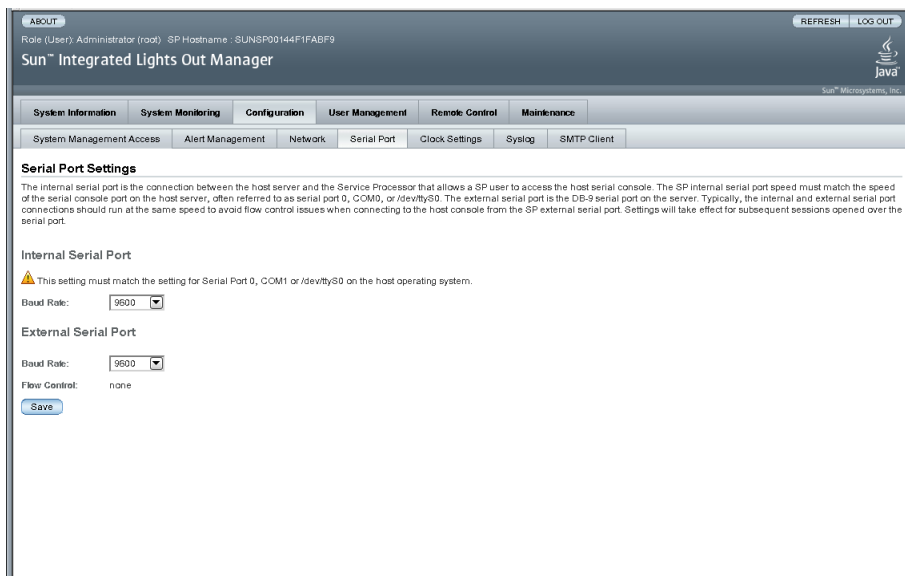 ABOUT
REFRESH LOG OUT
Role (User): Administrator (root) SP Hostname : SUNSP00144F1FABF9
Sun™ Integrated Lights Out Manager
Java™
Sun™ Microsystems, Inc.
System Information System Monitoring Configuration User Management Remote Control Maintenance
System Management Access Alert Management Network Serial Port Clock Settings Syslog SMTP Client
Serial Port Settings
The internal serial port is the connection between the host server and the Service Processor that allows a SP user to access the host serial console. The SP internal serial port speed must match the speed
of the serial console port on the host server, often referred to as serial port 0, COM0, or /dev/ttyS0. The external serial port is the DB-9 serial port on the server. Typically, the internal and external serial port
connections should run at the same speed to avoid flow control issues when connecting to the host console from the SP external serial port. Settings will take effect for subsequent sessions opened over the
serial port.
Internal Serial Port
This setting must match the setting for Serial Port 0, COM1 or /dev/ttyS0 on the host operating system.
Baud Rate: 9600
External Serial Port
Baud Rate: 9600
Flow Control: none
Save